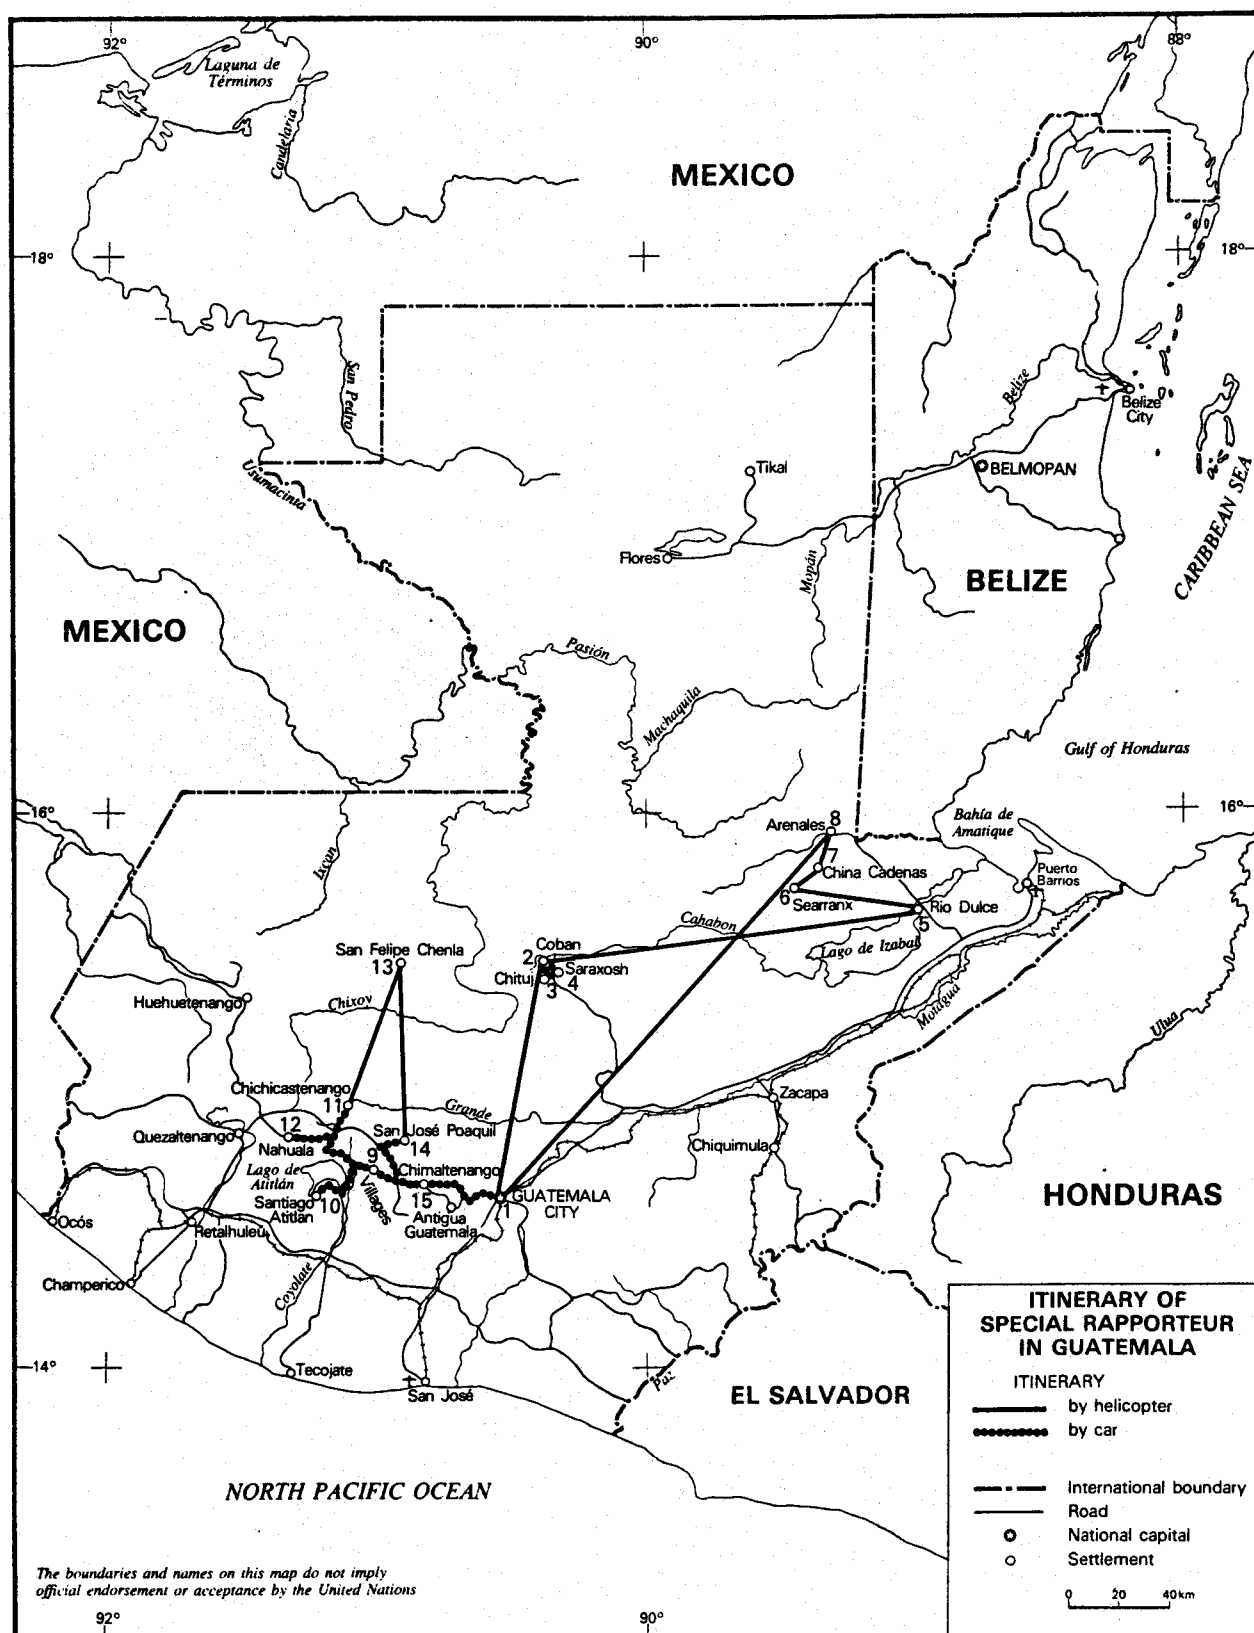 92°
90°
88°
Laguna de
Términos
Candelaria
MEXICO
18°
18°
San Pedro
Belize
Belize
City
Usumacinta
Tikal
BELMOPAN
CARIBBEAN SEA
Flores
Mopán
BELIZE
MEXICO
Pasión
Machaquila
Gulf of Honduras
16°
16°
8
Arenales
Bahía de
Amatique
Ixcan
7
China Cadenas
Puerto
Barrios
6
Searranx
Rio Dulce
5
Cahabon
Lago de Izabal
San Felipe Chenla
13
2
Coban
Saraxosh
Chituj
3
4
Huehuetenango
Chixoy
Motagua
Ulua
Chichicastenango
11
Grande
Zacapa
Quezaltenango
12
Nahuala
San José Poaquil
14
Chiquimula
9
Chimaltenango
Lago de
Atitlán
Villages
Santiago
Atitlán
10
15
Antigua
Guatemala
1
GUATEMALA
CITY
HONDURAS
Ocós
Retalhuleu
Champerico
Coyolate
14°
Tecojate
San José
Paz
EL SALVADOR
NORTH PACIFIC OCEAN
ITINERARY OF
SPECIAL RAPPORTEUR
IN GUATEMALA
ITINERARY
by helicopter
by car
International boundary
Road
National capital
Settlement
0 20 40 km
The boundaries and names on this map do not imply
official endorsement or acceptance by the United Nations
92°
90°